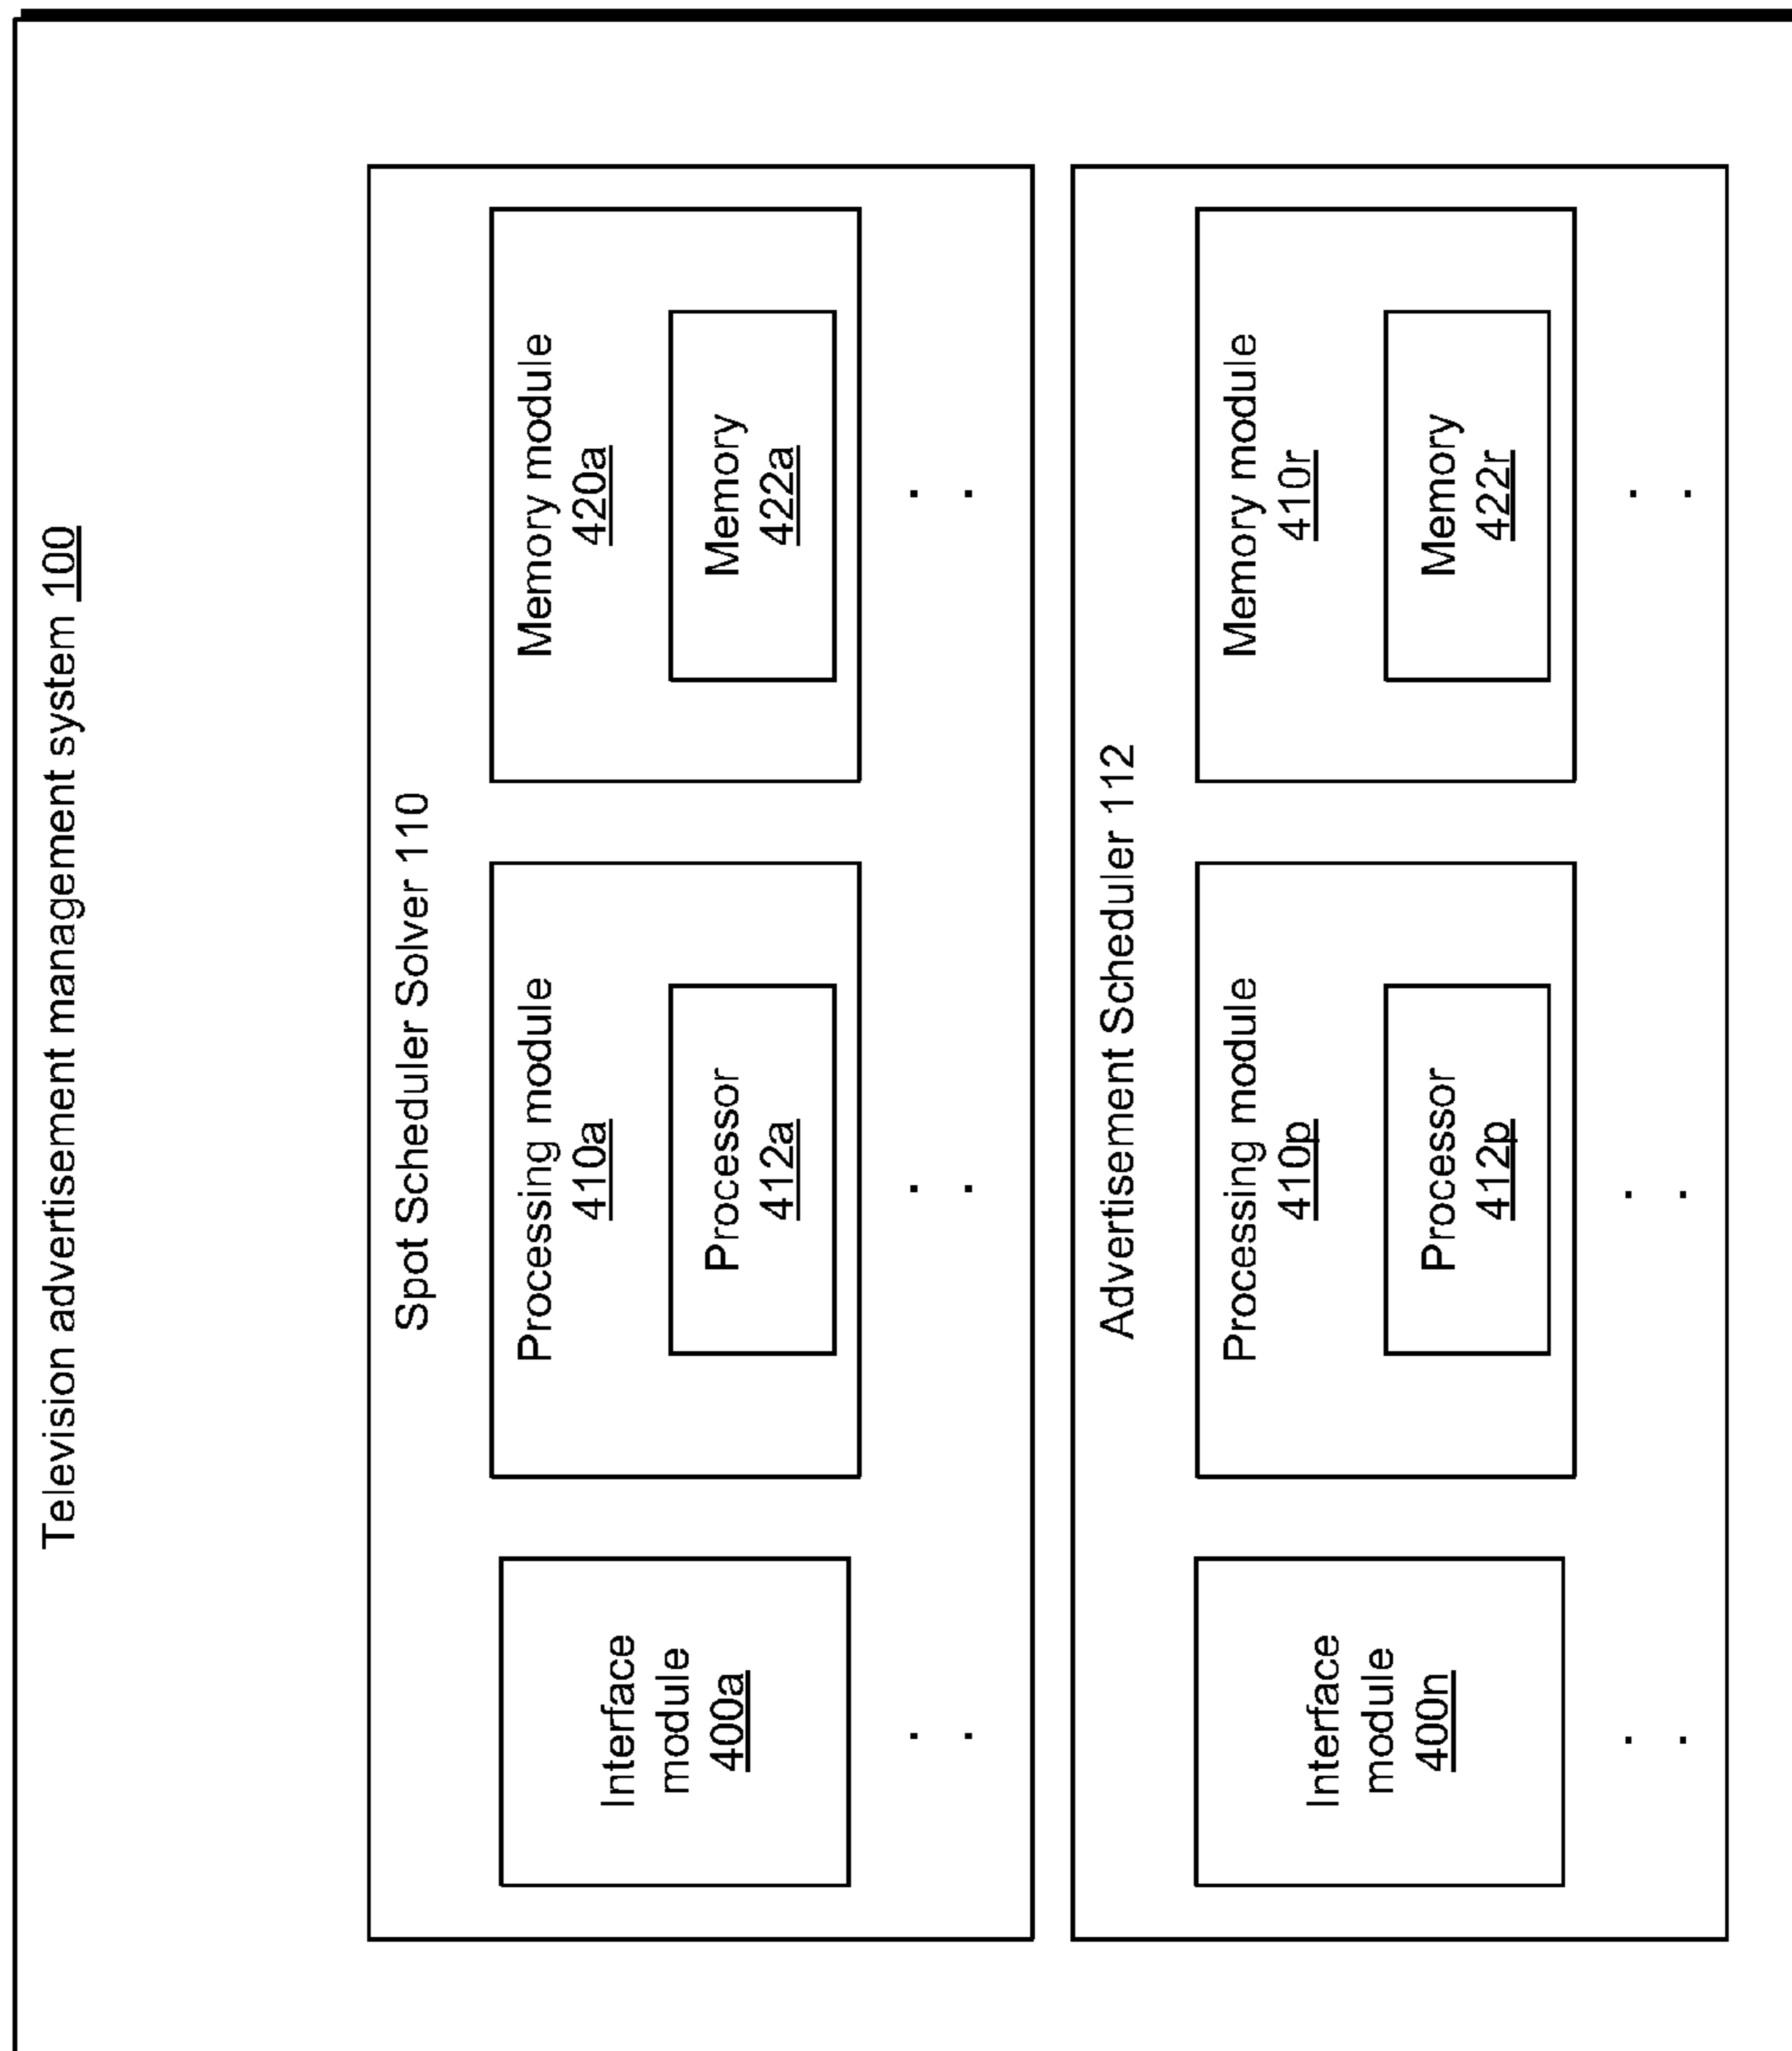 Television advertisement management system 100
Spot Scheduler Solver 110
Interface
module
400a
Processing module
410a
Processor
412a
Memory module
420a
Memory
422a
Advertisement Scheduler 112
Interface
module
400n
Processing module
410p
Processor
412p
Memory module
410r
Memory
422r